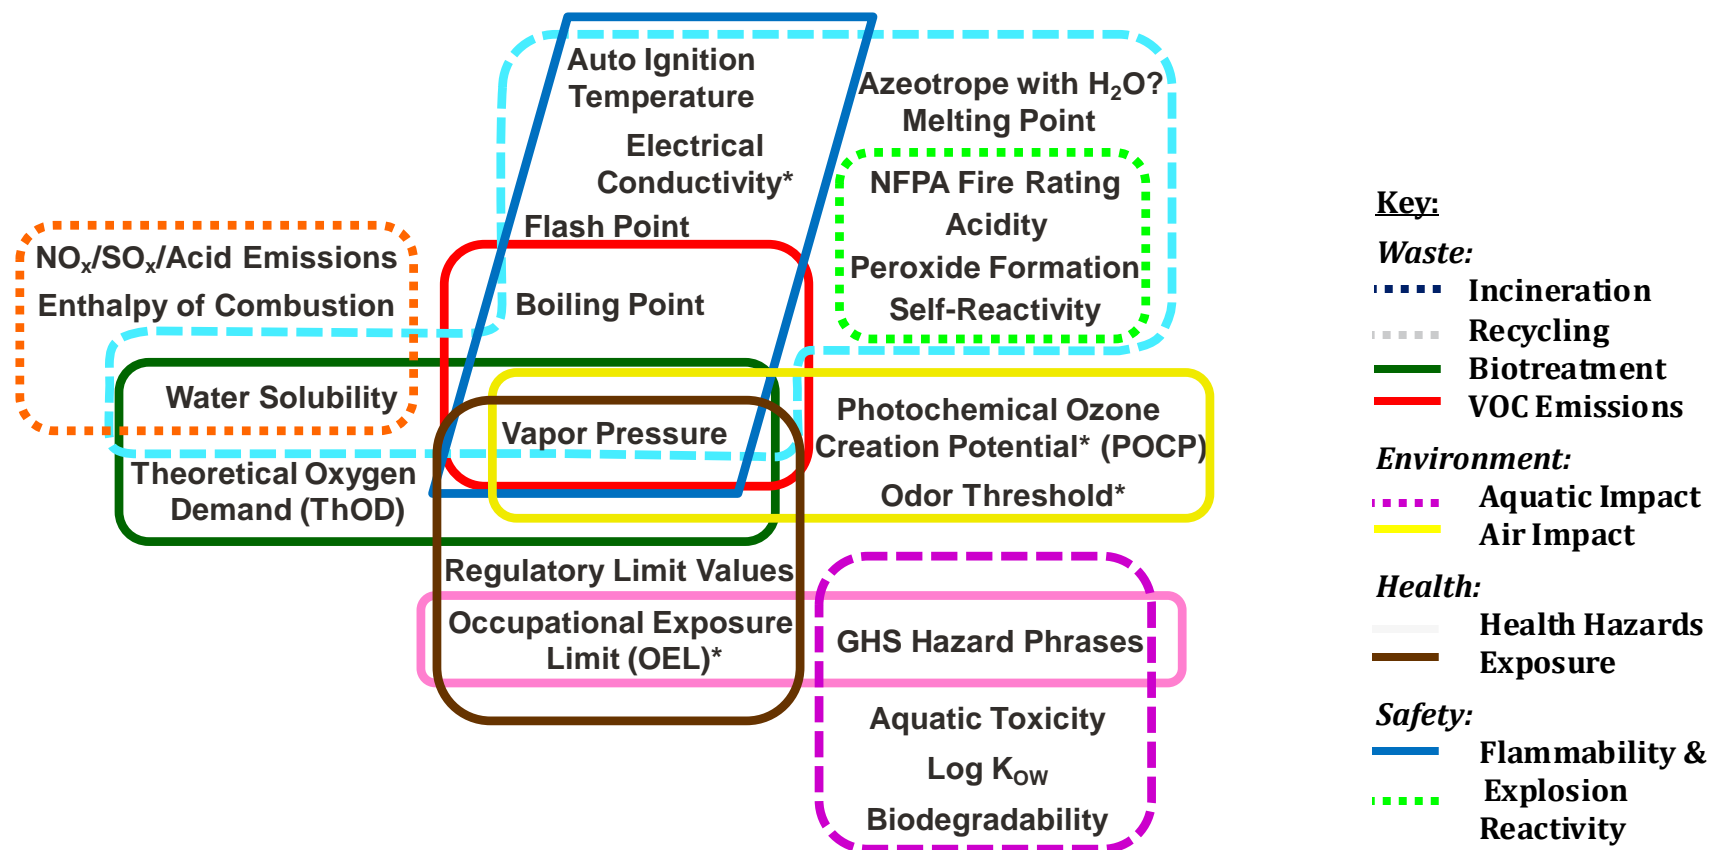 Auto Ignition
Temperature
Electrical
Conductivity*
Flash Point
Boiling Point
Azeotrope with H₂O?
Melting Point
NFPA Fire Rating
Acidity
Peroxide Formation
Self-Reactivity
NOₓ/SOₓ/Acid Emissions
Enthalpy of Combustion
Water Solubility
Theoretical Oxygen
Demand (ThOD)
Vapor Pressure
Photochemical Ozone
Creation Potential* (POCP)
Odor Threshold*
Regulatory Limit Values
Occupational Exposure
Limit (OEL)*
GHS Hazard Phrases
Aquatic Toxicity
Log K_OW
Biodegradability
Key:
Waste:
Incineration
Recycling
Biotreatment
VOC Emissions
Environment:
Aquatic Impact
Air Impact
Health:
Health Hazards
Exposure
Safety:
Flammability &
Explosion
Reactivity